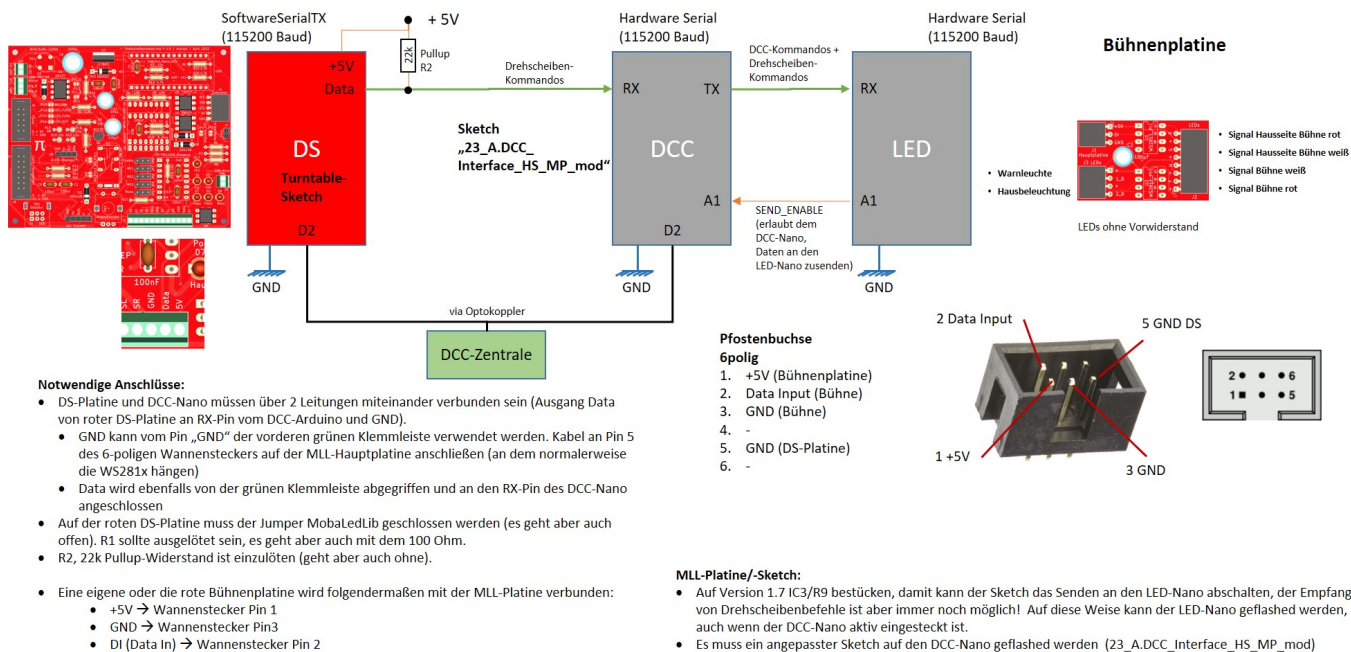 SoftwareSerialTX
(115200 Baud)
+ 5V
22k
Pullup
R2
+5V
Data
DS
Turntable-
Sketch
D2
GND
Drehscheiben-
Kommandos
Sketch
„23_A.DCC_
Interface_HS_MP_mod“
Hardware Serial
(115200 Baud)
RX
TX
DCC
A1
D2
GND
DCC-Kommandos +
Drehscheiben-
Kommandos
SEND_ENABLE
(erlaubt dem
DCC-Nano,
Daten an den
LED-Nano zusenden)
Hardware Serial
(115200 Baud)
RX
LED
A1
GND
via Optokoppler
DCC-Zentrale
100nF
SR
GND
Data
5V
Bühnenplatine
• Warnleuchte
• Hausbeleuchtung
+5V
Hauptplatine
J3 LEDs
100µF
LEDs
• Signal Hausseite Bühne rot
• Signal Hausseite Bühne weiß
• Signal Bühne weiß
• Signal Bühne rot
LEDs ohne Vorwiderstand
Pfostenbuchse
6polig
1. +5V (Bühnenplatine)
2. Data Input (Bühne)
3. GND (Bühne)
4. -
5. GND (DS-Platine)
6. -
2 Data Input
5 GND DS
1 +5V
3 GND
2
6
1
5
Notwendige Anschlüsse:
• DS-Platine und DCC-Nano müssen über 2 Leitungen miteinander verbunden sein (Ausgang Data
von roter DS-Platine an RX-Pin vom DCC-Arduino und GND).
• GND kann vom Pin „GND“ der vorderen grünen Klemmleiste verwendet werden. Kabel an Pin 5
des 6-poligen Wannensteckers auf der MLL-Hauptplatine anschließen (an dem normalerweise
die WS281x hängen)
• Data wird ebenfalls von der grünen Klemmleiste abgegriffen und an den RX-Pin des DCC-Nano
angeschlossen
• Auf der roten DS-Platine muss der Jumper MobaLedLib geschlossen werden (es geht aber auch
offen). R1 sollte ausgelötet sein, es geht aber auch mit dem 100 Ohm.
• R2, 22k Pullup-Widerstand ist einzulöten (geht aber auch ohne).
• Eine eigene oder die rote Bühnenplatine wird folgendermaßen mit der MLL-Platine verbunden:
• +5V → Wannenstecker Pin 1
• GND → Wannenstecker Pin3
• DI (Data In) → Wannenstecker Pin 2
MLL-Platine/-Sketch:
• Auf Version 1.7 IC3/R9 bestücken, damit kann der Sketch das Senden an den LED-Nano abschalten, der Empfang
von Drehscheibenbefehle ist aber immer noch möglich! Auf diese Weise kann der LED-Nano geflashed werden,
auch wenn der DCC-Nano aktiv eingesteckt ist.
• Es muss ein angepasster Sketch auf den DCC-Nano geflashed werden (23_A.DCC_Interface_HS_MP_mod)